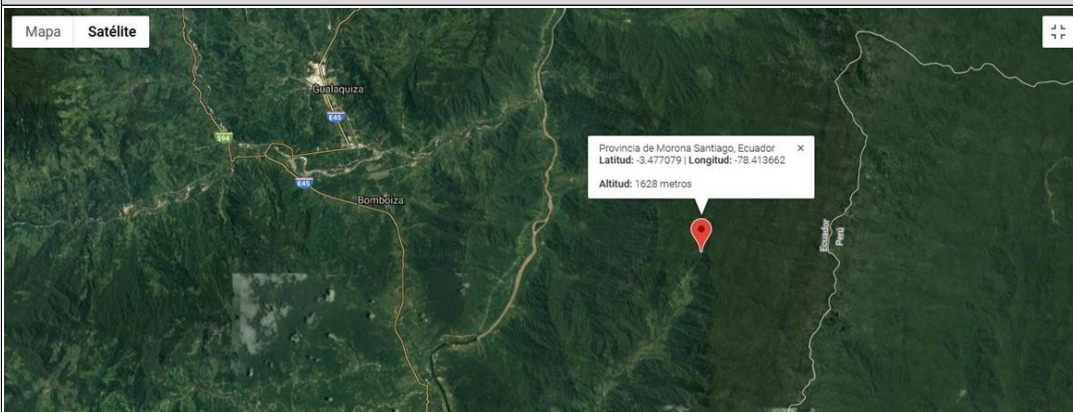 Mapa Satélite
Gualaquiza
E45
594
E45
Bomboiza
Provincia de Morona Santiago, Ecuador ×
Latitud: -3.477079 | Longitud: -78.413662
Altitud: 1628 metros
Ecuador
Perú